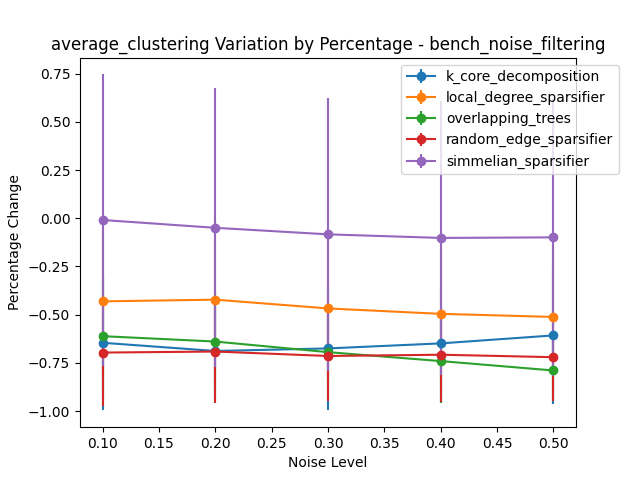 average_clustering Variation by Percentage - bench_noise_filtering
k_core_decomposition
local_degree_sparsifier
overlapping_trees
random_edge_sparsifier
simmelian_sparsifier
Percentage Change
0.75
0.50
0.25
0.00
−0.25
−0.50
−0.75
−1.00
0.10 0.15 0.20 0.25 0.30 0.35 0.40 0.45 0.50
Noise Level